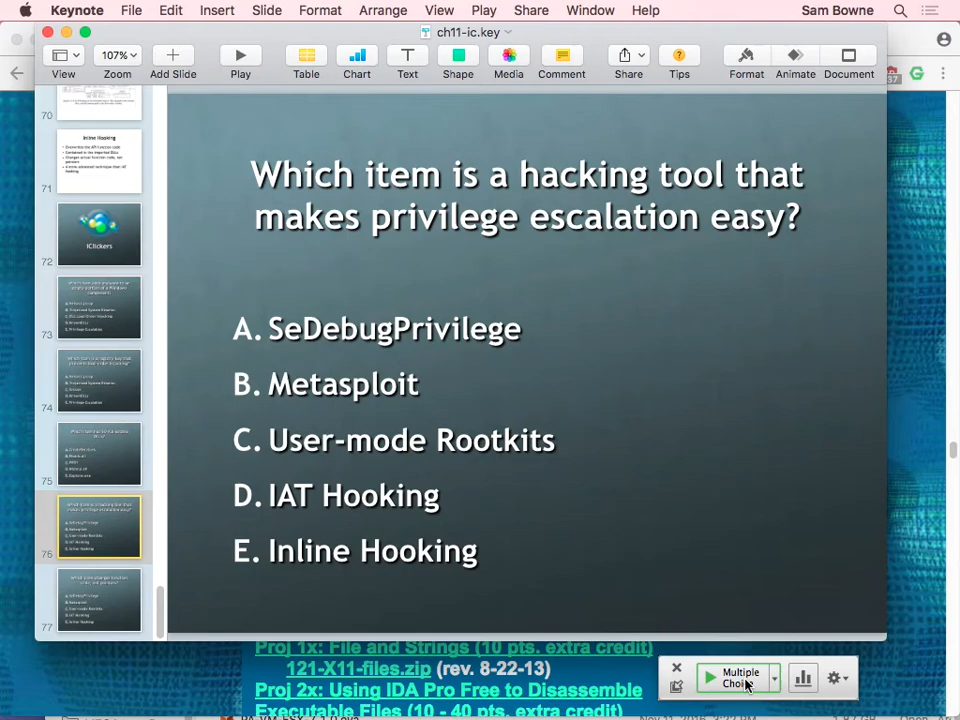 Keynote File Edit Insert Slide Format Arrange View Play Share Window Help Sam Bowne
ch11-ic.key
107%
View Zoom Add Slide Play Table Chart Text Shape Media Comment Share Tips Format Animate Document
37
70
Inline Hooking
71
iClickers
72
73
74
75
76
77
Which item is a hacking tool that
makes privilege escalation easy?
A. SeDebugPrivilege
B. Metasploit
C. User-mode Rootkits
D. IAT Hooking
E. Inline Hooking
Proj 1x: File and Strings (10 pts. extra credit)
121-X11-files.zip (rev. 8-22-13)
Proj 2x: Using IDA Pro Free to Disassemble
Executable Files (10 - 40 pts. extra credit)
Multiple